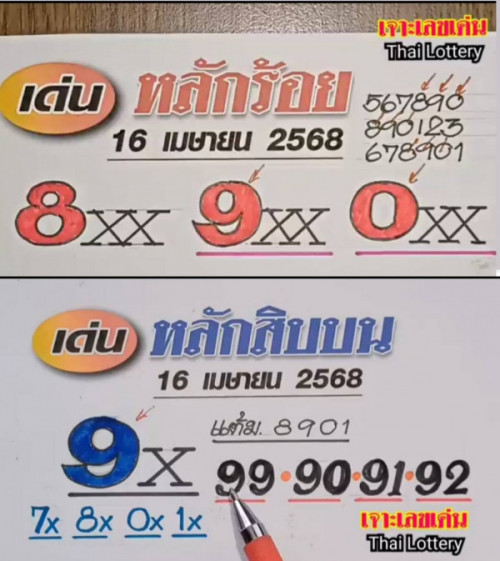 เจาะเลขเด่น
Thai Lottery
เด่น หลักร้อย
16 เมษายน 2568
567890
890123
678901
8XX 9XX 0XX
เด่น หลักสิบบน
16 เมษายน 2568
แต้ม. 8901
9X 99 • 90 • 91 • 92
7x 8x 0x 1x
เจาะเลขเด่น
Thai Lottery